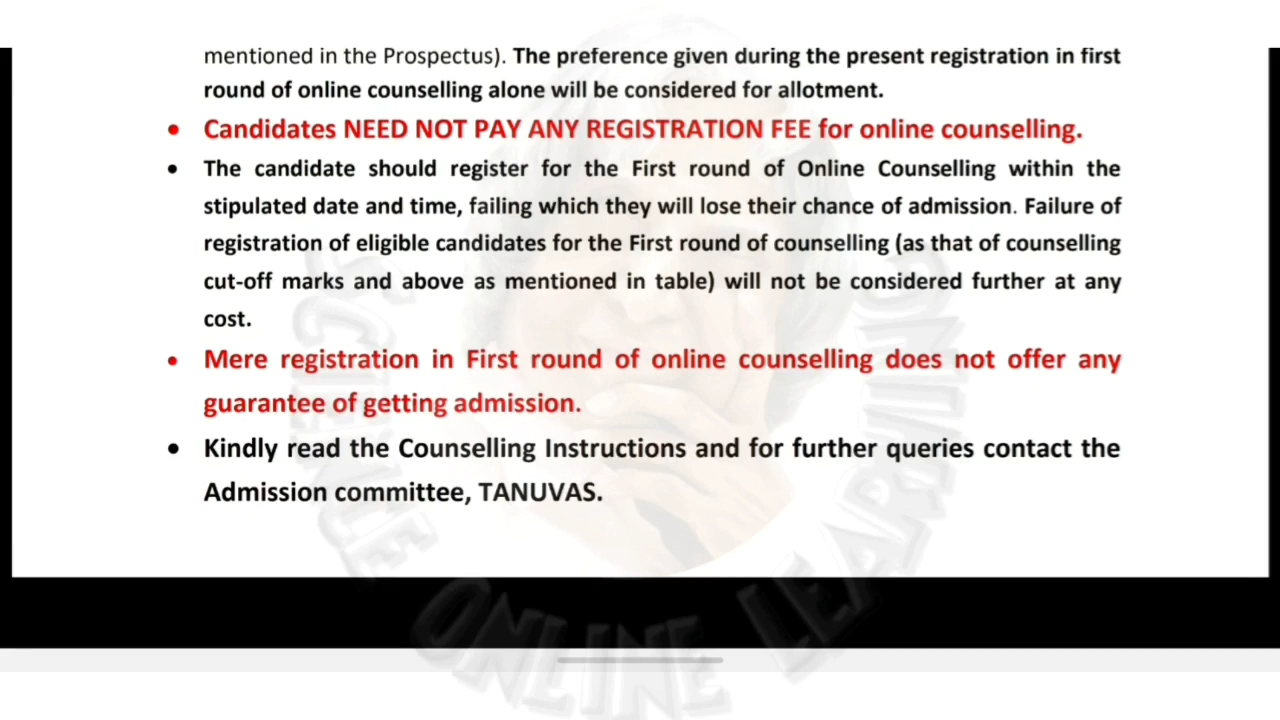 mentioned in the Prospectus). The preference given during the present registration in first
round of online counselling alone will be considered for allotment.
• Candidates NEED NOT PAY ANY REGISTRATION FEE for online counselling.
• The candidate should register for the First round of Online Counselling within the
stipulated date and time, failing which they will lose their chance of admission. Failure of
registration of eligible candidates for the First round of counselling (as that of counselling
cut-off marks and above as mentioned in table) will not be considered further at any
cost.
• Mere registration in First round of online counselling does not offer any
guarantee of getting admission.
• Kindly read the Counselling Instructions and for further queries contact the
Admission committee, TANUVAS.
SCIENCE ONLINE LEARNING